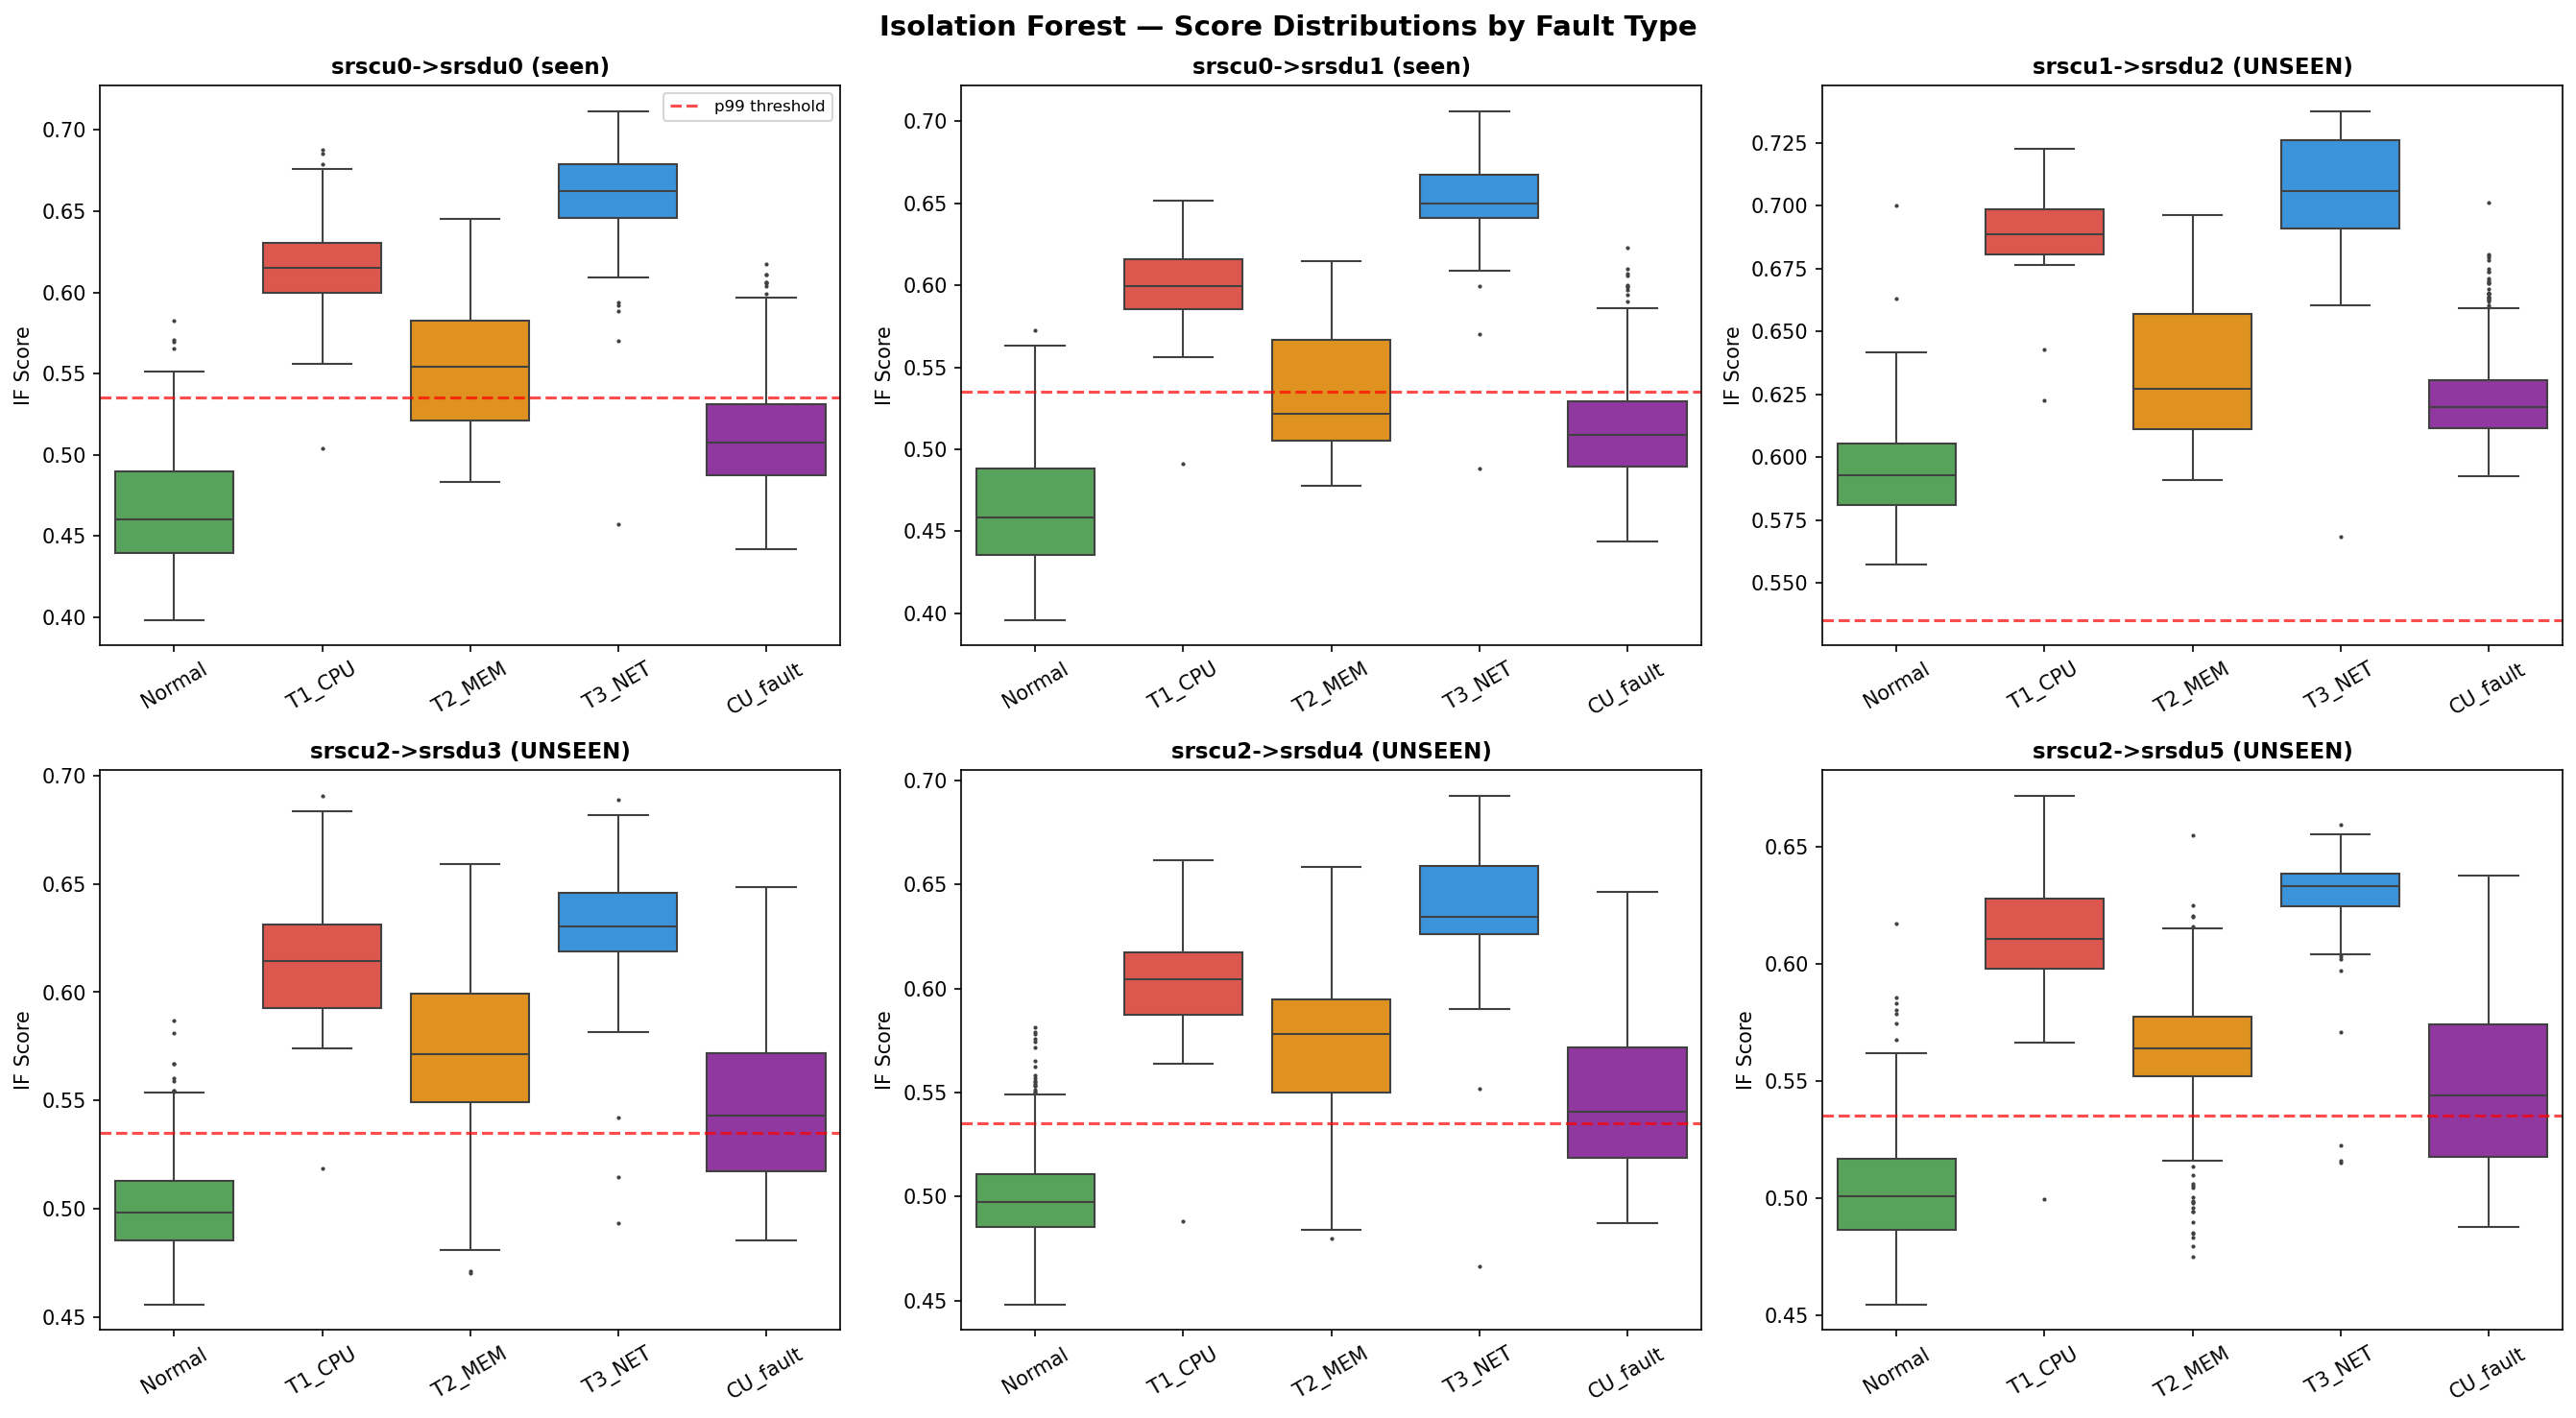 Isolation Forest — Score Distributions by Fault Type
srscu0->srsdu0 (seen)
IF Score
0.70
0.65
0.60
0.55
0.50
0.45
0.40
p99 threshold
Normal
T1_CPU
T2_MEM
T3_NET
CU_fault
srscu0->srsdu1 (seen)
IF Score
0.70
0.65
0.60
0.55
0.50
0.45
0.40
Normal
T1_CPU
T2_MEM
T3_NET
CU_fault
srscu1->srsdu2 (UNSEEN)
IF Score
0.725
0.700
0.675
0.650
0.625
0.600
0.575
0.550
Normal
T1_CPU
T2_MEM
T3_NET
CU_fault
srscu2->srsdu3 (UNSEEN)
IF Score
0.70
0.65
0.60
0.55
0.50
0.45
Normal
T1_CPU
T2_MEM
T3_NET
CU_fault
srscu2->srsdu4 (UNSEEN)
IF Score
0.70
0.65
0.60
0.55
0.50
0.45
Normal
T1_CPU
T2_MEM
T3_NET
CU_fault
srscu2->srsdu5 (UNSEEN)
IF Score
0.65
0.60
0.55
0.50
0.45
Normal
T1_CPU
T2_MEM
T3_NET
CU_fault